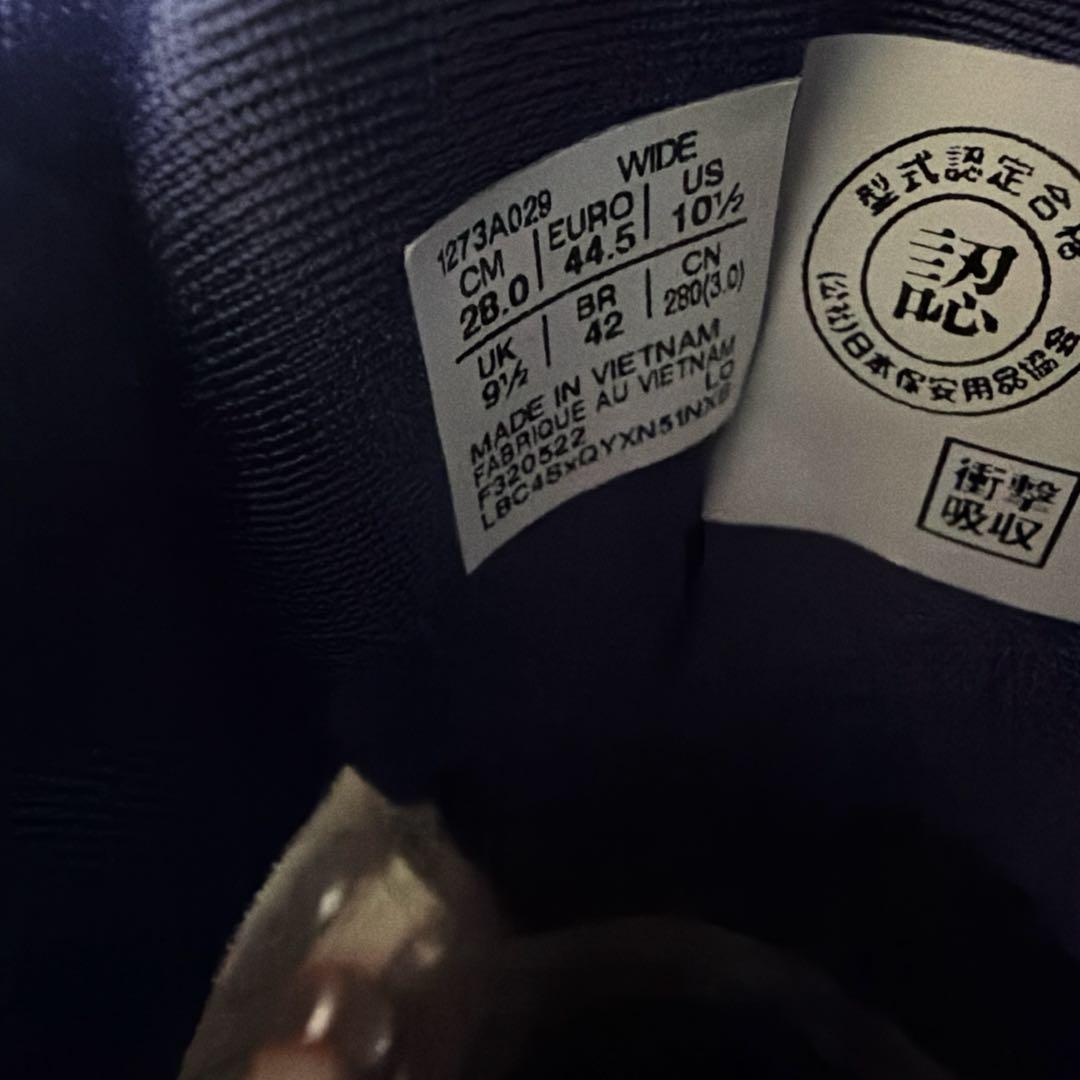 WIDE
1273A029
CM
28.0
EURO
44.5
US
10½
UK
9½
BR
42
CN
280(3.0)
MADE IN VIETNAM
FABRIQUE AU VIETNAM
F320522
LO
型式認定合格
認
(公社)日本保安用品協会
衝撃
吸収